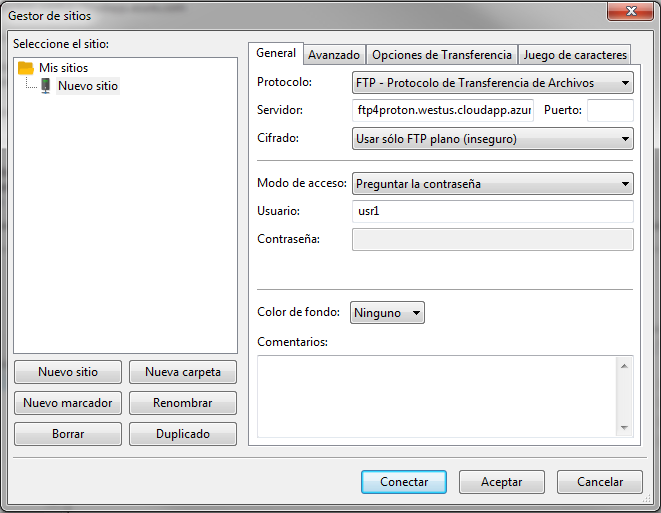 Gestor de sitios
Seleccione el sitio:
Mis sitios
Nuevo sitio
Nuevo sitio
Nueva carpeta
Nuevo marcador
Renombrar
Borrar
Duplicado
General
Avanzado
Opciones de Transferencia
Juego de caracteres
Protocolo:
FTP - Protocolo de Transferencia de Archivos
Servidor:
ftp4proton.westus.cloudapp.azur
Puerto:
Cifrado:
Usar sólo FTP plano (inseguro)
Modo de acceso:
Preguntar la contraseña
Usuario:
usr1
Contraseña:
Color de fondo:
Ninguno
Comentarios:
Conectar
Aceptar
Cancelar